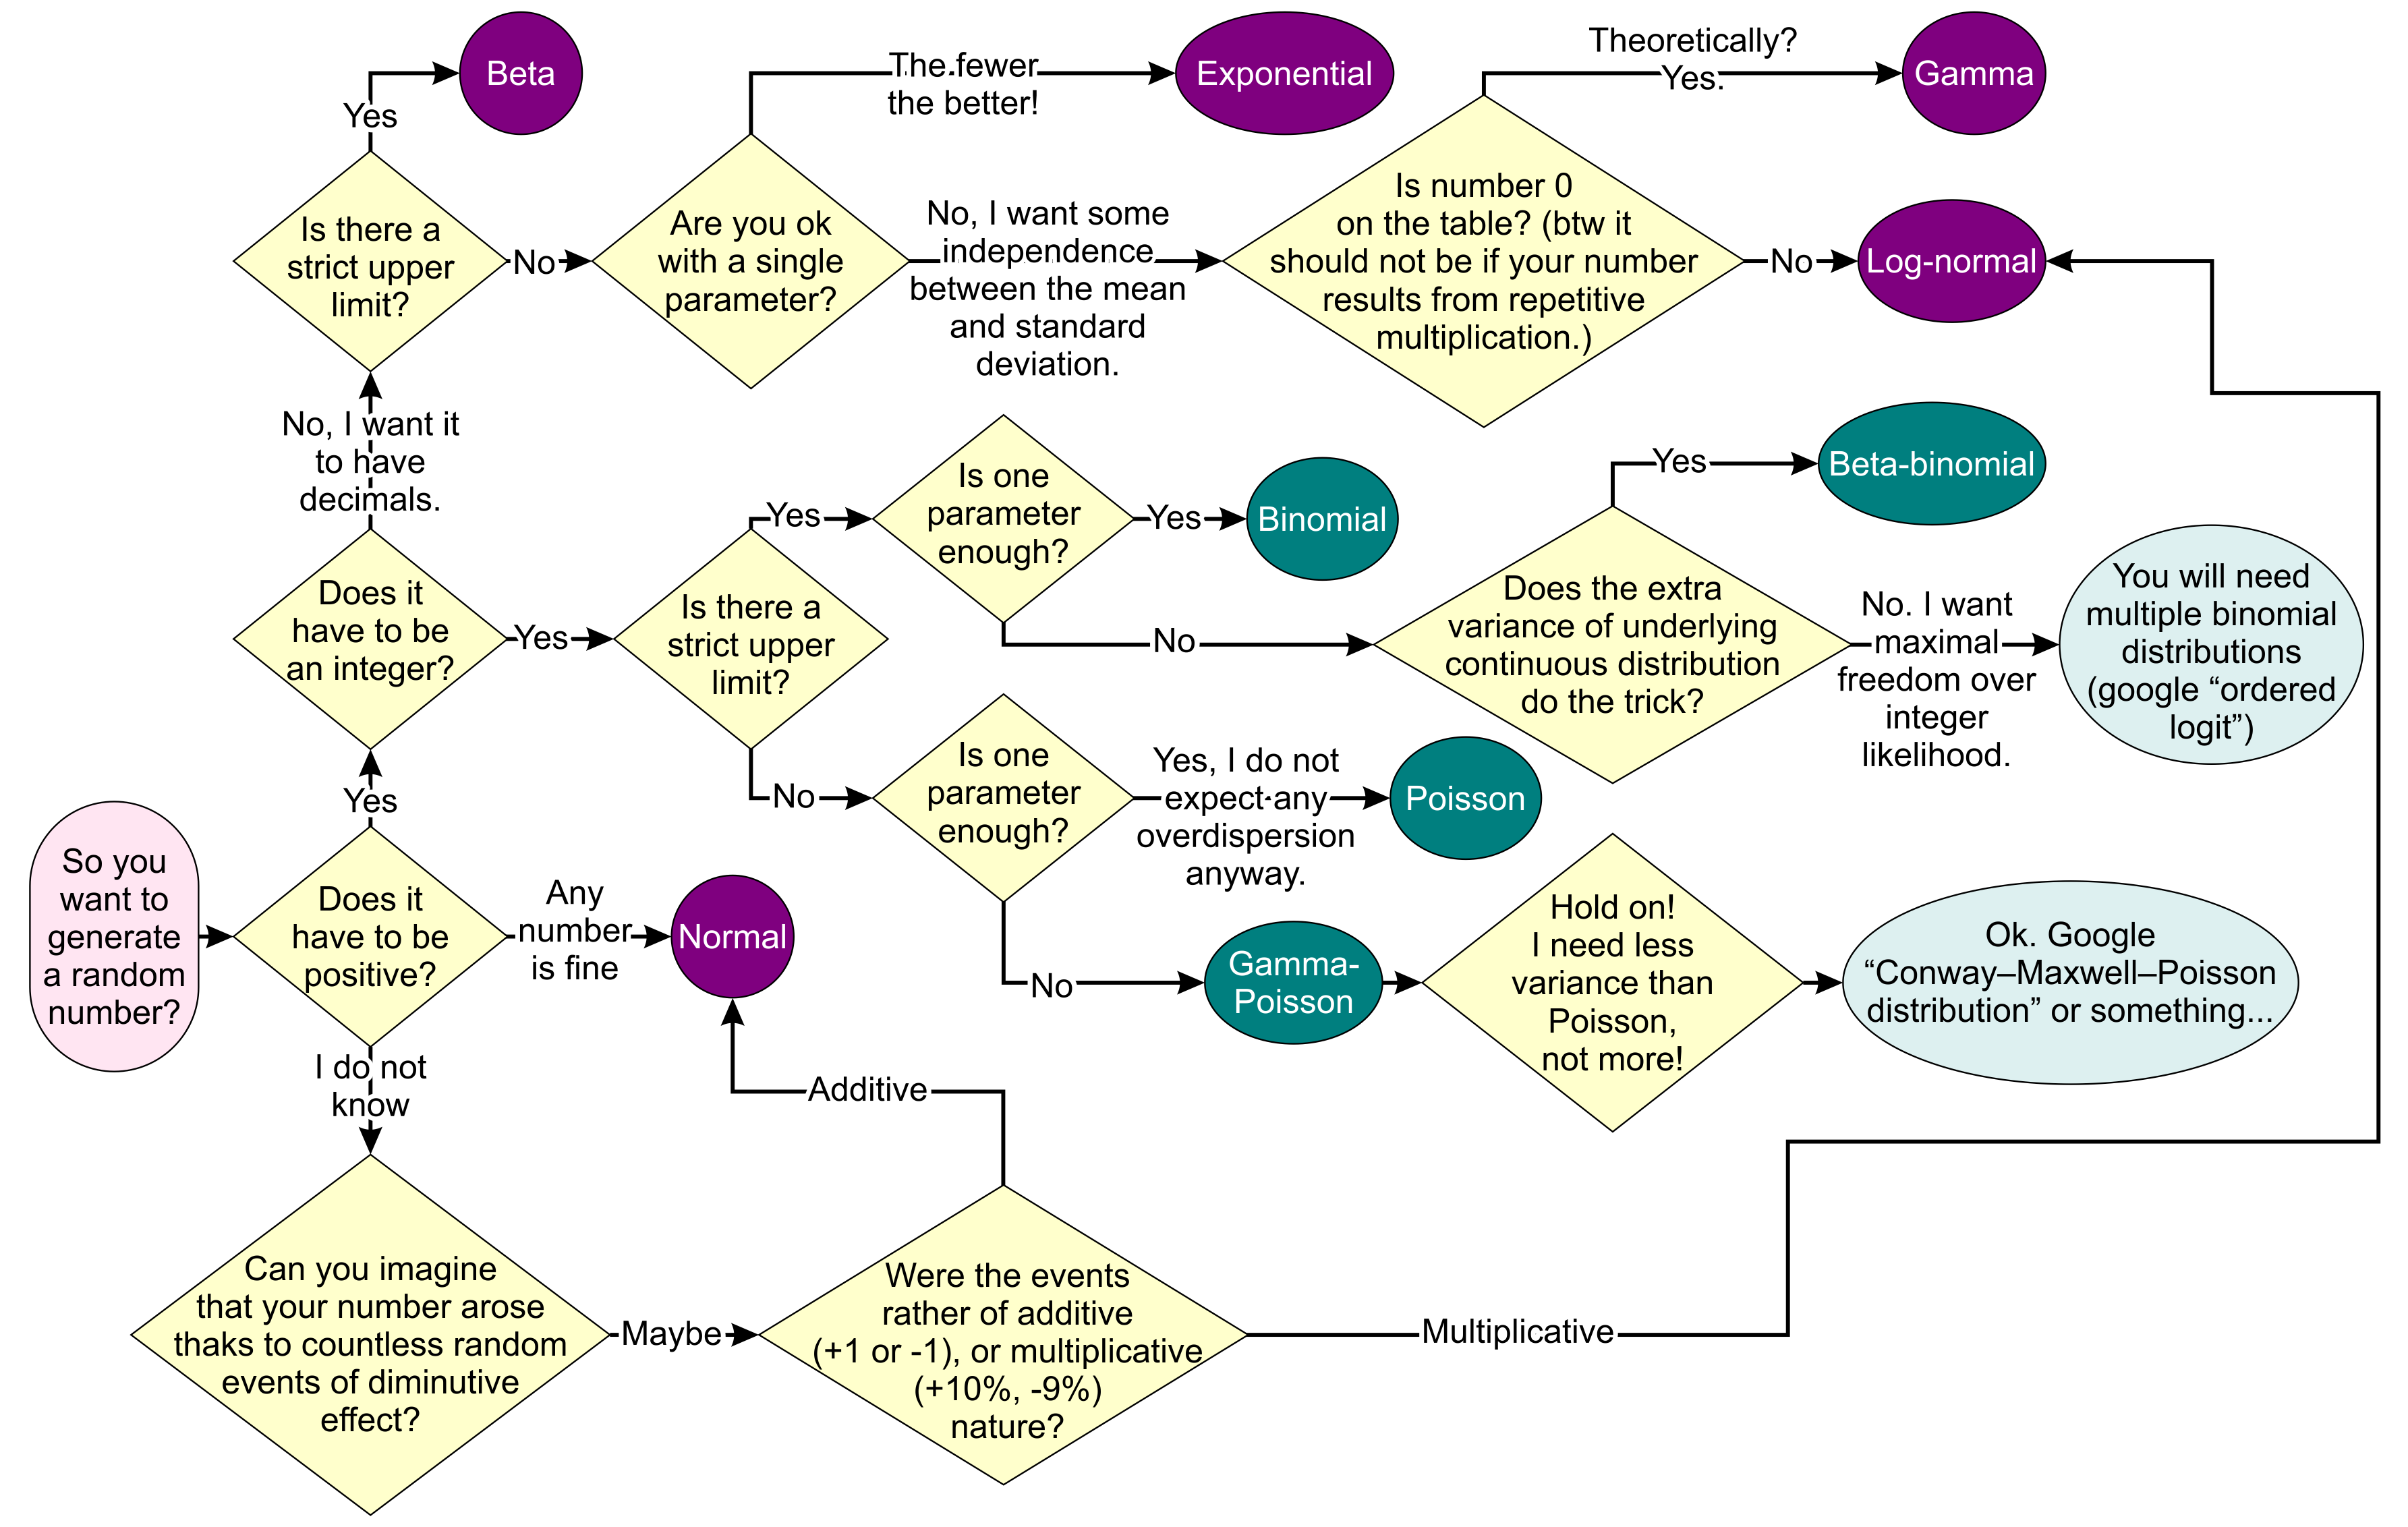 Beta
Yes
Is there a
strict upper
limit?
No
Are you ok
with a single
parameter?
The fewer
the better!
Exponential
No, I want some
independence
between the mean
and standard
deviation.
Is number 0
on the table? (btw it
should not be if your number
results from repetitive
multiplication.)
Theoretically?
Yes.
Gamma
No
Log-normal
No, I want it
to have
decimals.
Does it
have to be
an integer?
Yes
Is there a
strict upper
limit?
Yes
Is one
parameter
enough?
Yes
Binomial
No
Does the extra
variance of underlying
continuous distribution
do the trick?
Yes
Beta-binomial
No. I want
maximal
freedom over
integer
likelihood.
You will need
multiple binomial
distributions
(google “ordered
logit”)
No
Is one
parameter
enough?
Yes, I do not
expect any
overdispersion
anyway.
Poisson
No
Gamma-
Poisson
Hold on!
I need less
variance than
Poisson,
not more!
Ok. Google
“Conway–Maxwell–Poisson
distribution” or something...
Yes
So you
want to
generate
a random
number?
Does it
have to be
positive?
Any
number
is fine
Normal
I do not
know
Additive
Can you imagine
that your number arose
thaks to countless random
events of diminutive
effect?
Maybe
Were the events
rather of additive
(+1 or -1), or multiplicative
(+10%, -9%)
nature?
Multiplicative